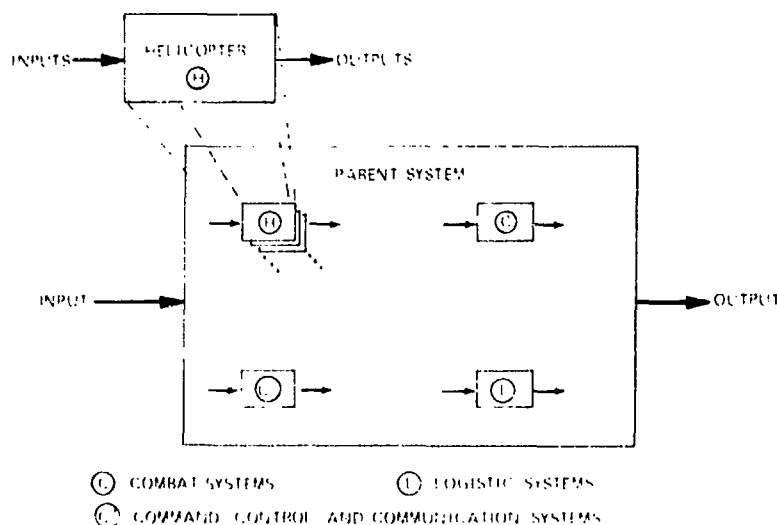 HELICOPTER
INPUTS
H
OUTPUTS
PARENT SYSTEM
H
C
INPUT
OUTPUT
C
L
C COMBAT SYSTEMS
L LOGISTIC SYSTEMS
C COMMAND CONTROL AND COMMUNICATION SYSTEMS